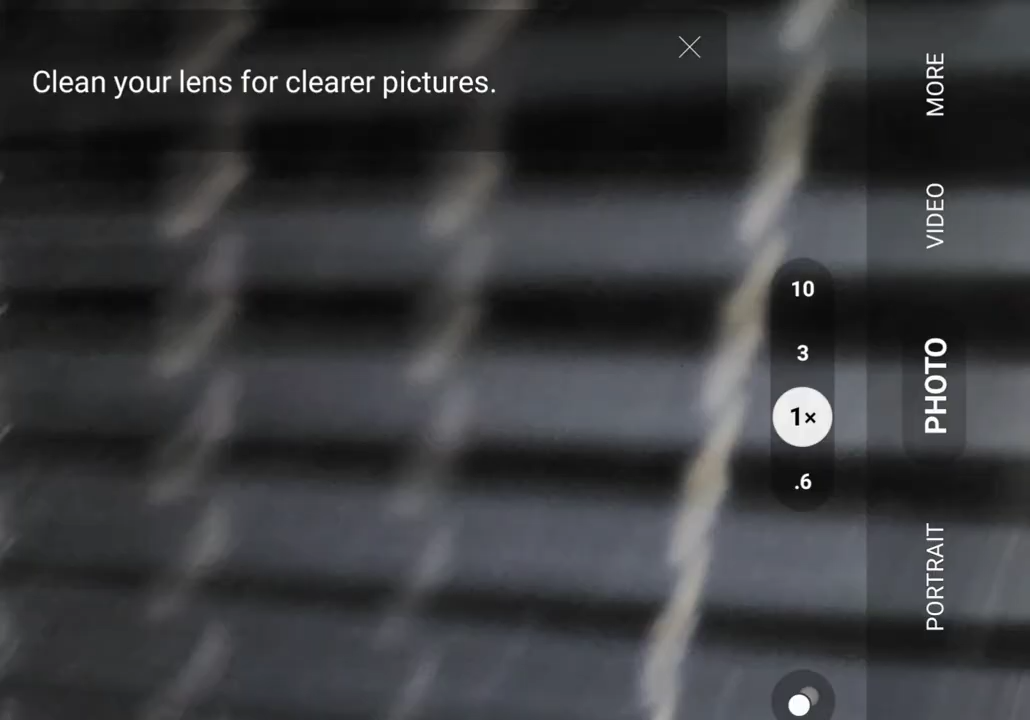 Clean your lens for clearer pictures.
MORE
VIDEO
PHOTO
PORTRAIT
10
3
1×
.6